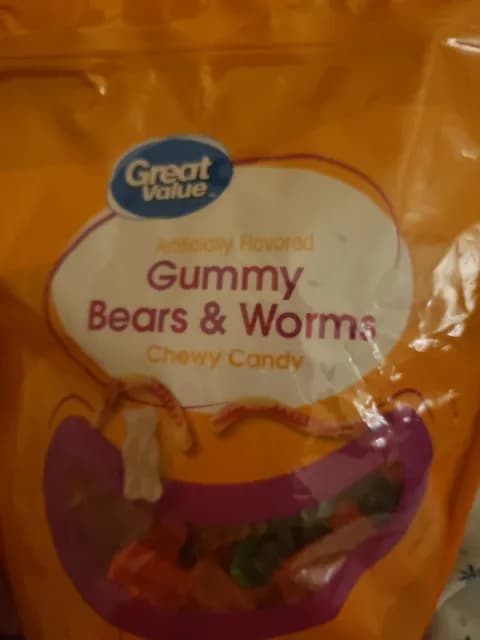 Great
Value
Artificially Flavored
Gummy
Bears & Worms
Chewy Candy